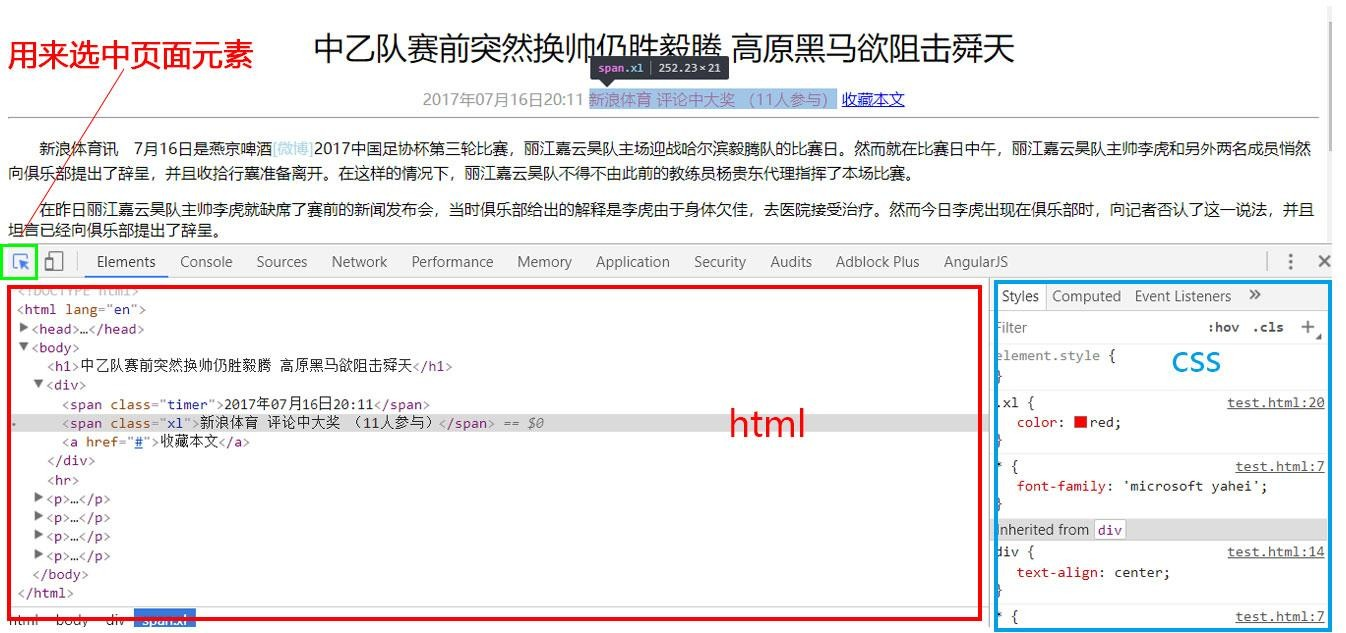 用来选中页面元素
中乙队赛前突然换帅仍胜毅腾 高原黑马欲阻击舜天
span.xl | 252.23×21
2017年07月16日20:11 新浪体育 评论中大奖 （11人参与） 收藏本文
新浪体育讯　7月16日是燕京啤酒[微博]2017中国足协杯第三轮比赛，丽江嘉云昊队主场迎战哈尔滨毅腾队的比赛日。然而就在比赛日中午，丽江嘉云昊队主帅李虎和另外两名成员悄然
向俱乐部提出了辞呈，并且收拾行囊准备离开。在这样的情况下，丽江嘉云昊队不得不由此前的教练员杨贵东代理指挥了本场比赛。
在昨日丽江嘉云昊队主帅李虎就缺席了赛前的新闻发布会，当时俱乐部给出的解释是李虎由于身体欠佳，去医院接受治疗。然而今日李虎出现在俱乐部时，向记者否认了这一说法，并且
坦言已经向俱乐部提出了辞呈。
Elements Console Sources Network Performance Memory Application Security Audits Adblock Plus AngularJS
<!DOCTYPE html>
<html lang="en">
<head>…</head>
<body>
<h1>中乙队赛前突然换帅仍胜毅腾 高原黑马欲阻击舜天</h1>
<div>
<span class="timer">2017年07月16日20:11</span>
<span class="xl">新浪体育 评论中大奖 （11人参与）</span> == $0
<a href="#">收藏本文</a>
</div>
<hr>
<p>…</p>
<p>…</p>
<p>…</p>
<p>…</p>
</body>
</html>
html body div span.xl
html
Styles Computed Event Listeners »
Filter :hov .cls +
element.style {
}
css
.xl { test.html:20
color: red;
}
* { test.html:7
font-family: 'microsoft yahei';
}
Inherited from div
div { test.html:14
text-align: center;
}
* { test.html:7